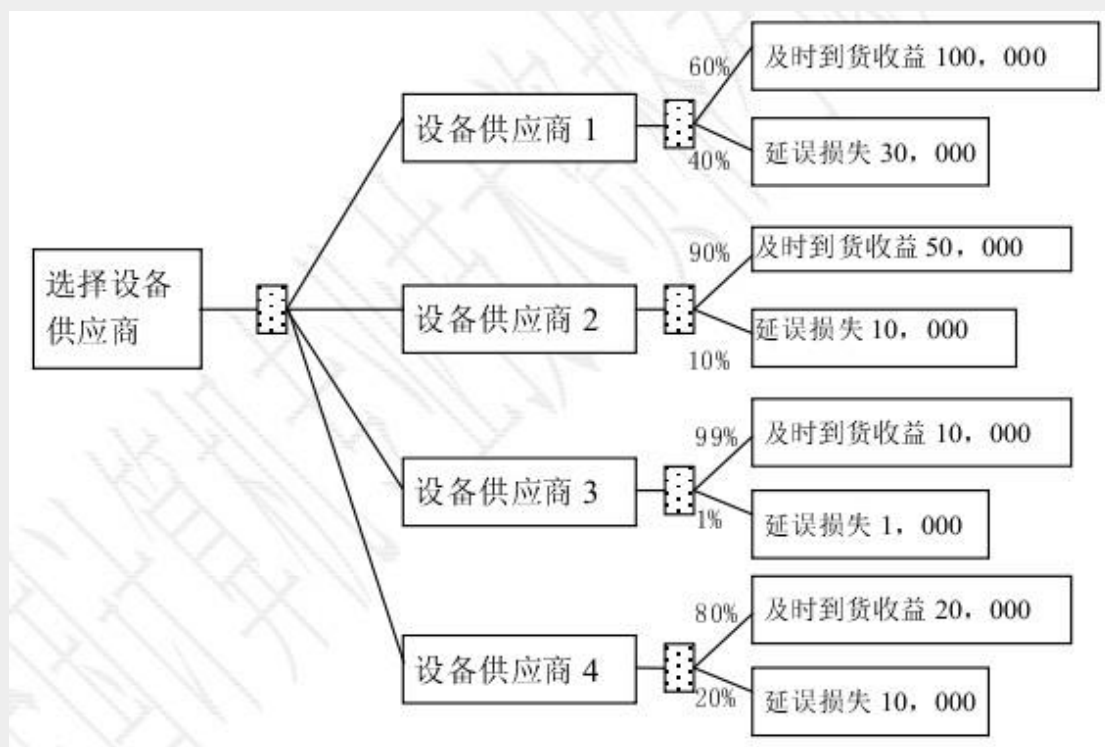 选择设备
供应商
设备供应商 1
60%
及时到货收益 100，000
40%
延误损失 30，000
设备供应商 2
90%
及时到货收益 50，000
10%
延误损失 10，000
设备供应商 3
99%
及时到货收益 10，000
1%
延误损失 1，000
设备供应商 4
80%
及时到货收益 20，000
20%
延误损失 10，000